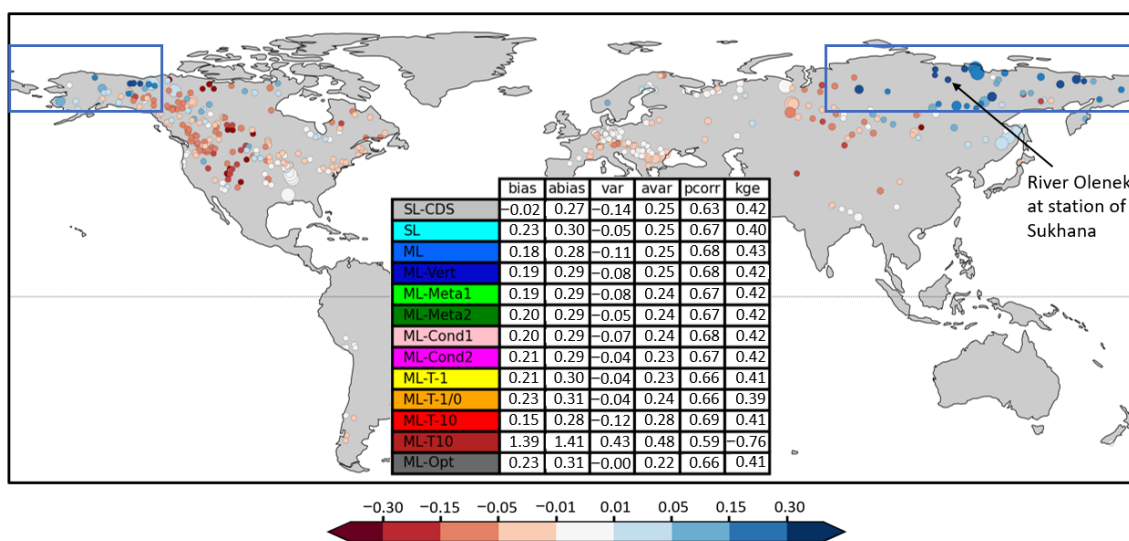 River Olenek
at station of
Sukhana
bias abias var avar pcorr kge
SL-CDS −0.02 0.27 −0.14 0.25 0.63 0.42
SL 0.23 0.30 −0.05 0.25 0.67 0.40
ML 0.18 0.28 −0.11 0.25 0.68 0.43
ML-Vert 0.19 0.29 −0.08 0.25 0.68 0.42
ML-Meta1 0.19 0.29 −0.08 0.24 0.67 0.42
ML-Meta2 0.20 0.29 −0.05 0.24 0.67 0.42
ML-Cond1 0.20 0.29 −0.07 0.24 0.68 0.42
ML-Cond2 0.21 0.29 −0.04 0.23 0.67 0.42
ML-T-1 0.21 0.30 −0.04 0.23 0.66 0.41
ML-T-1/0 0.23 0.31 −0.04 0.24 0.66 0.39
ML-T-10 0.15 0.28 −0.12 0.28 0.69 0.41
ML-T10 1.39 1.41 0.43 0.48 0.59 −0.76
ML-Opt 0.23 0.31 −0.00 0.22 0.66 0.41
−0.30 −0.15 −0.05 −0.01 0.01 0.05 0.15 0.30